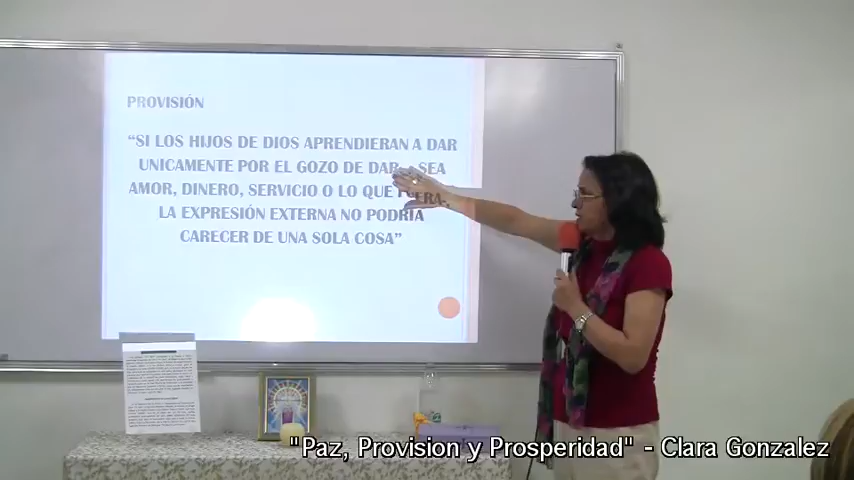 PROVISIÓN
“SI LOS HIJOS DE DIOS APRENDIERAN A DAR
UNICAMENTE POR EL GOZO DE DAR SEA
AMOR, DINERO, SERVICIO O LO QUE FUERA,
LA EXPRESIÓN EXTERNA NO PODRIA
CARECER DE UNA SOLA COSA”
"Paz, Provision y Prosperidad" - Clara Gonzalez